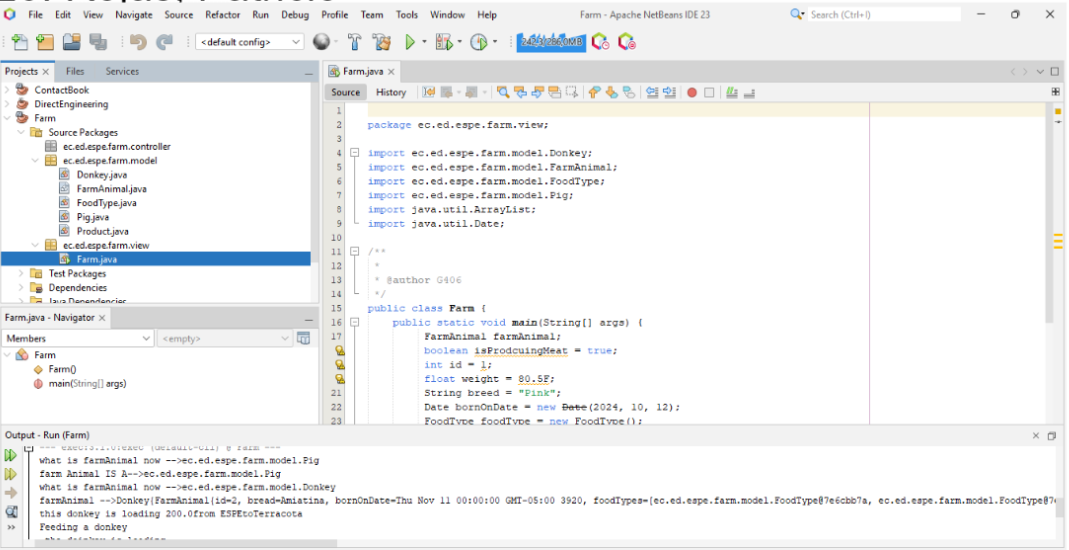 File Edit View Navigate Source Refactor Run Debug Profile Team Tools Window Help
Farm - Apache NetBeans IDE 23
Search (Ctrl+I)
<default config>
Projects
Files
Services
ContactBook
DirectEngineering
Farm
Source Packages
ec.ed.espe.farm.controller
ec.ed.espe.farm.model
Donkey.java
FarmAnimal.java
FoodType.java
Pig.java
Product.java
ec.ed.espe.farm.view
Farm.java
Test Packages
Dependencies
Java Dependencies
Farm.java - Navigator
Members
<empty>
Farm
Farm()
main(String[] args)
Farm.java
Source History
1
2 package ec.ed.espe.farm.view;
3
4 import ec.ed.espe.farm.model.Donkey;
5 import ec.ed.espe.farm.model.FarmAnimal;
6 import ec.ed.espe.farm.model.FoodType;
7 import ec.ed.espe.farm.model.Pig;
8 import java.util.ArrayList;
9 import java.util.Date;
10
11 /**
12 *
13 * @author G406
14 */
15 public class Farm {
16 public static void main(String[] args) {
17 FarmAnimal farmAnimal;
boolean isProdcuingMeat = true;
int id = 1;
float weight = 80.5F;
21 String breed = "Pink";
22 Date bornOnDate = new Date(2024, 10, 12);
23 FoodType foodType = new FoodType();
Output - Run (Farm)
--- exec:3.1.0:exec (default-cli) @ Farm ---
what is farmAnimal now -->ec.ed.espe.farm.model.Pig
farm Animal IS A-->ec.ed.espe.farm.model.Pig
what is farmAnimal now -->ec.ed.espe.farm.model.Donkey
farmAnimal -->Donkey{FarmAnimal{id=2, bread=Amiatina, bornOnDate=Thu Nov 11 00:00:00 GMT-05:00 3920, foodTypes=[ec.ed.espe.farm.model.FoodType@7e6cbb7a, ec.ed.espe.farm.model.FoodType@7
this donkey is loading 200.0from ESPEtoTerracota
Feeding a donkey